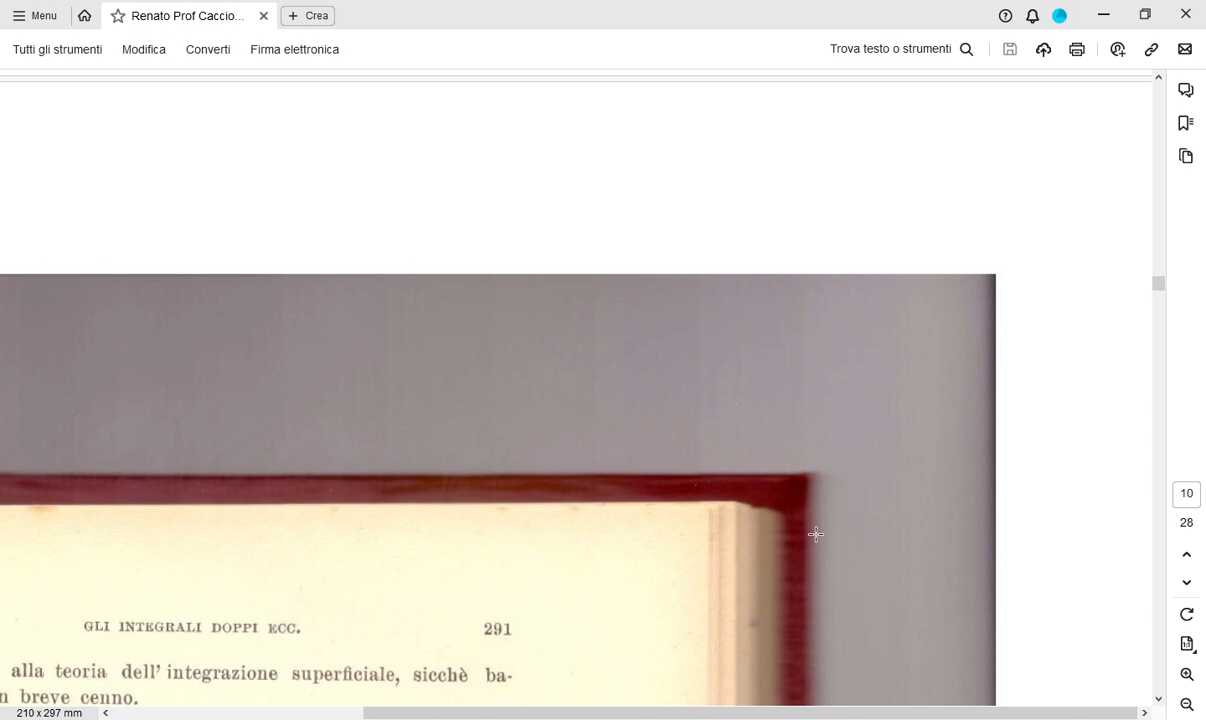 Menu
Renato Prof Caccio...
Crea
Tutti gli strumenti
Modifica
Converti
Firma elettronica
Trova testo o strumenti
GLI INTEGRALI DOPPI ECC. 291
alla teoria dell' integrazione superficiale, sicchè ba-
n breve cenno.
10
28
210 x 297 mm